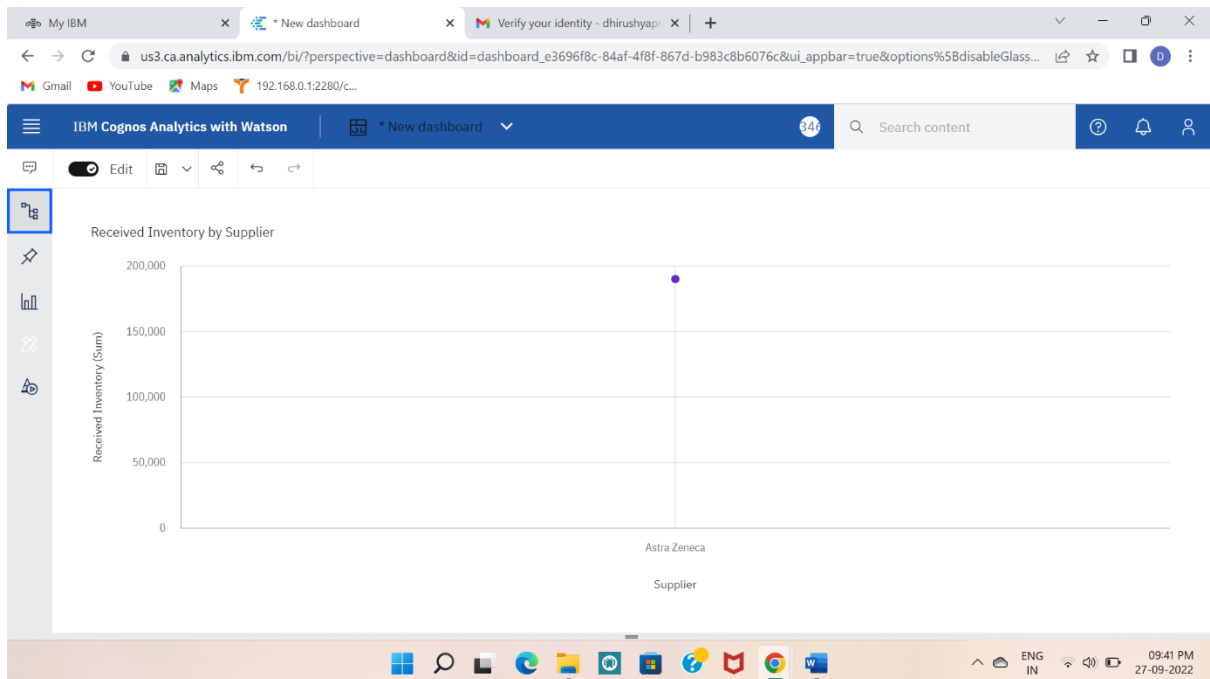 My IBM
* New dashboard
Verify your identity - dhirushyapr
us3.ca.analytics.ibm.com/bi/?perspective=dashboard&id=dashboard_e3696f8c-84af-4f8f-867d-b983c8b6076c&ui_appbar=true&options%5BdisableGlass...
D
Gmail YouTube Maps 192.168.0.1:2280/c...
IBM Cognos Analytics with Watson * New dashboard 346 Search content
Edit
Received Inventory by Supplier
Received Inventory (Sum)
200,000
150,000
100,000
50,000
0
Astra Zeneca
Supplier
ENG
IN
09:41 PM
27-09-2022